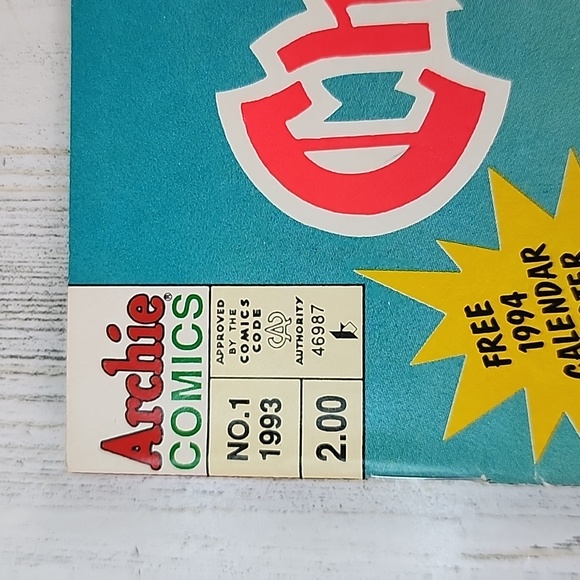 Archie®
COMICS
APPROVED
BY THE
COMICS
CODE
CA
AUTHORITY
46987
NO.1
1993
2.00
FREE
1994
CALENDAR